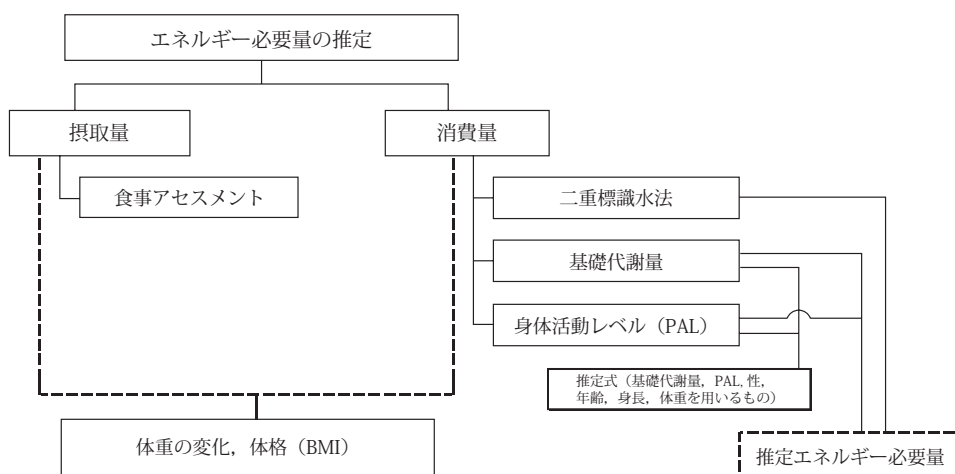 エネルギー必要量の推定
摂取量
消費量
食事アセスメント
二重標識水法
基礎代謝量
身体活動レベル（PAL）
推定式（基礎代謝量，PAL, 性，
年齢，身長，体重を用いるもの）
体重の変化，体格（BMI）
推定エネルギー必要量